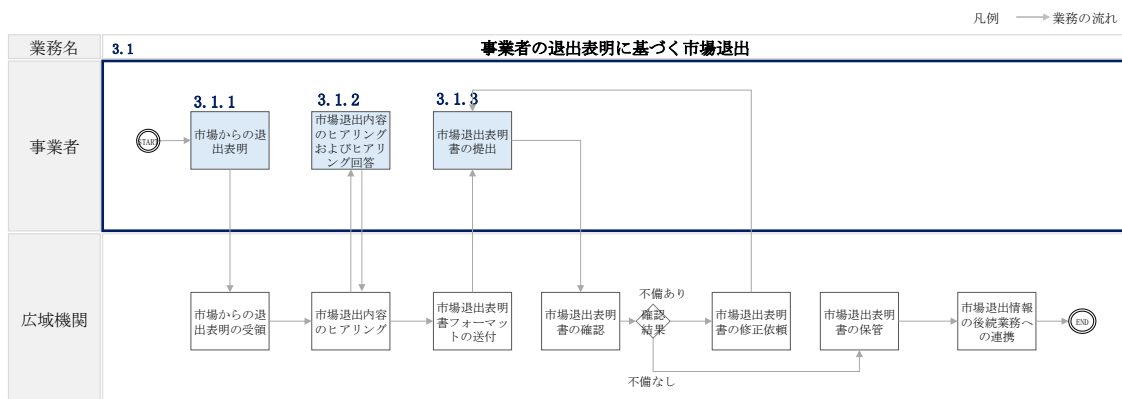 凡例 業務の流れ
業務名 3.1 事業者の退出表明に基づく市場退出
事業者
START
3.1.1
市場からの退
出表明
3.1.2
市場退出内容
のヒアリング
およびヒアリ
ング回答
3.1.3
市場退出表明
書の提出
広域機関
市場からの退
出表明の受領
市場退出内容
のヒアリング
市場退出表明
書フォーマッ
トの送付
市場退出表明
書の確認
確認
結果
不備あり
不備なし
市場退出表明
書の修正依頼
市場退出表明
書の保管
市場退出情報
の後続業務へ
の連携
END